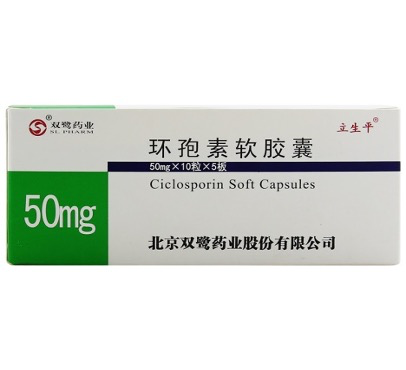 双鹭药业®
SL PHARM
立生平®
环孢素软胶囊
50mg×10粒×5板
Ciclosporin Soft Capsules
50mg
北京双鹭药业股份有限公司